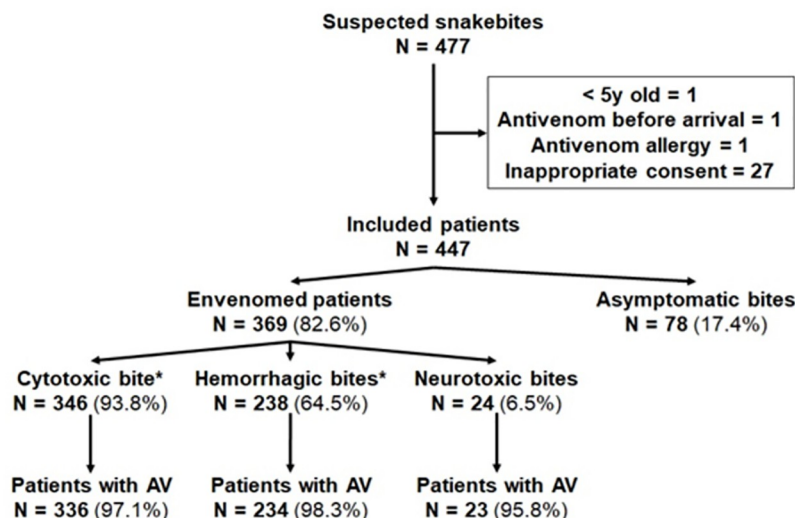 Suspected snakebites
N = 477
< 5y old = 1
Antivenom before arrival = 1
Antivenom allergy = 1
Inappropriate consent = 27
Included patients
N = 447
Envenomed patients
N = 369 (82.6%)
Asymptomatic bites
N = 78 (17.4%)
Cytotoxic bite*
N = 346 (93.8%)
Hemorrhagic bites*
N = 238 (64.5%)
Neurotoxic bites
N = 24 (6.5%)
Patients with AV
N = 336 (97.1%)
Patients with AV
N = 234 (98.3%)
Patients with AV
N = 23 (95.8%)